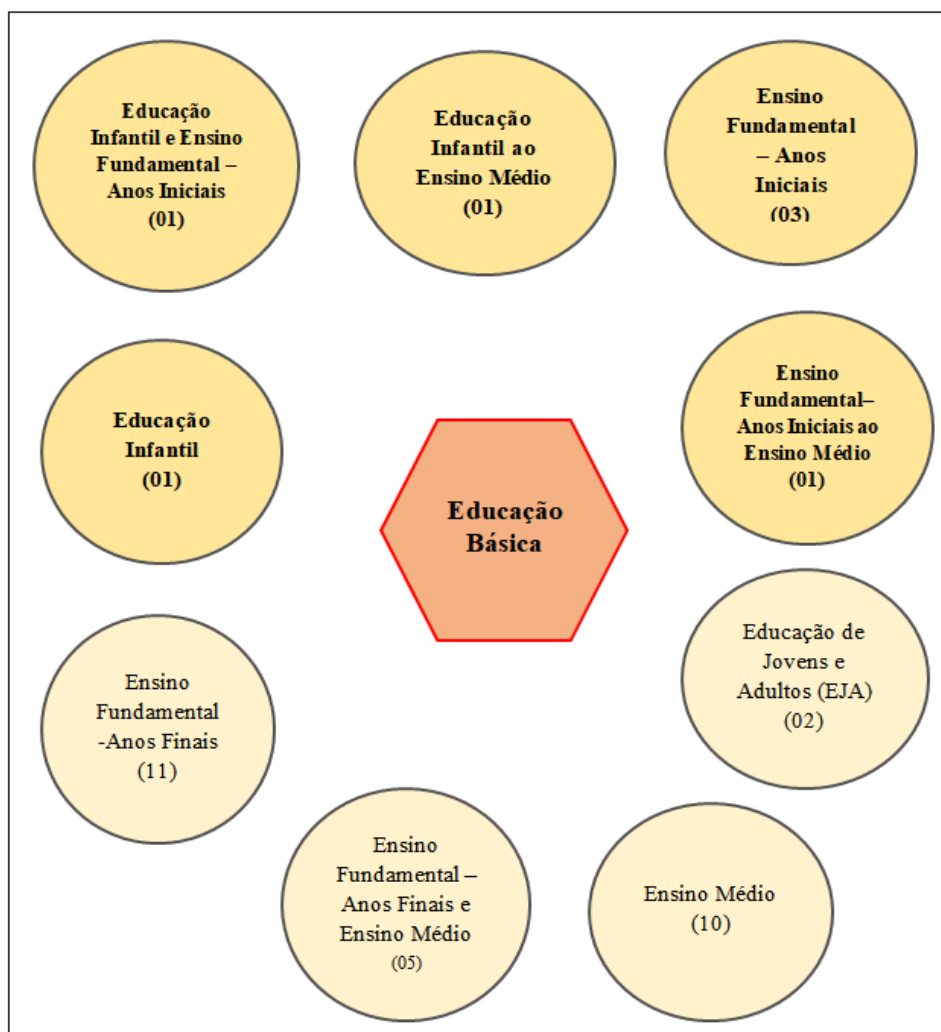 Educação
Infantil e Ensino
Fundamental –
Anos Iniciais
(01)
Educação
Infantil ao
Ensino Médio
(01)
Ensino
Fundamental
– Anos
Iniciais
(03)
Educação
Infantil
(01)
Ensino
Fundamental–
Anos Iniciais ao
Ensino Médio
(01)
Educação
Básica
Ensino
Fundamental
-Anos Finais
(11)
Educação de
Jovens e
Adultos (EJA)
(02)
Ensino
Fundamental –
Anos Finais e
Ensino Médio
(05)
Ensino Médio
(10)